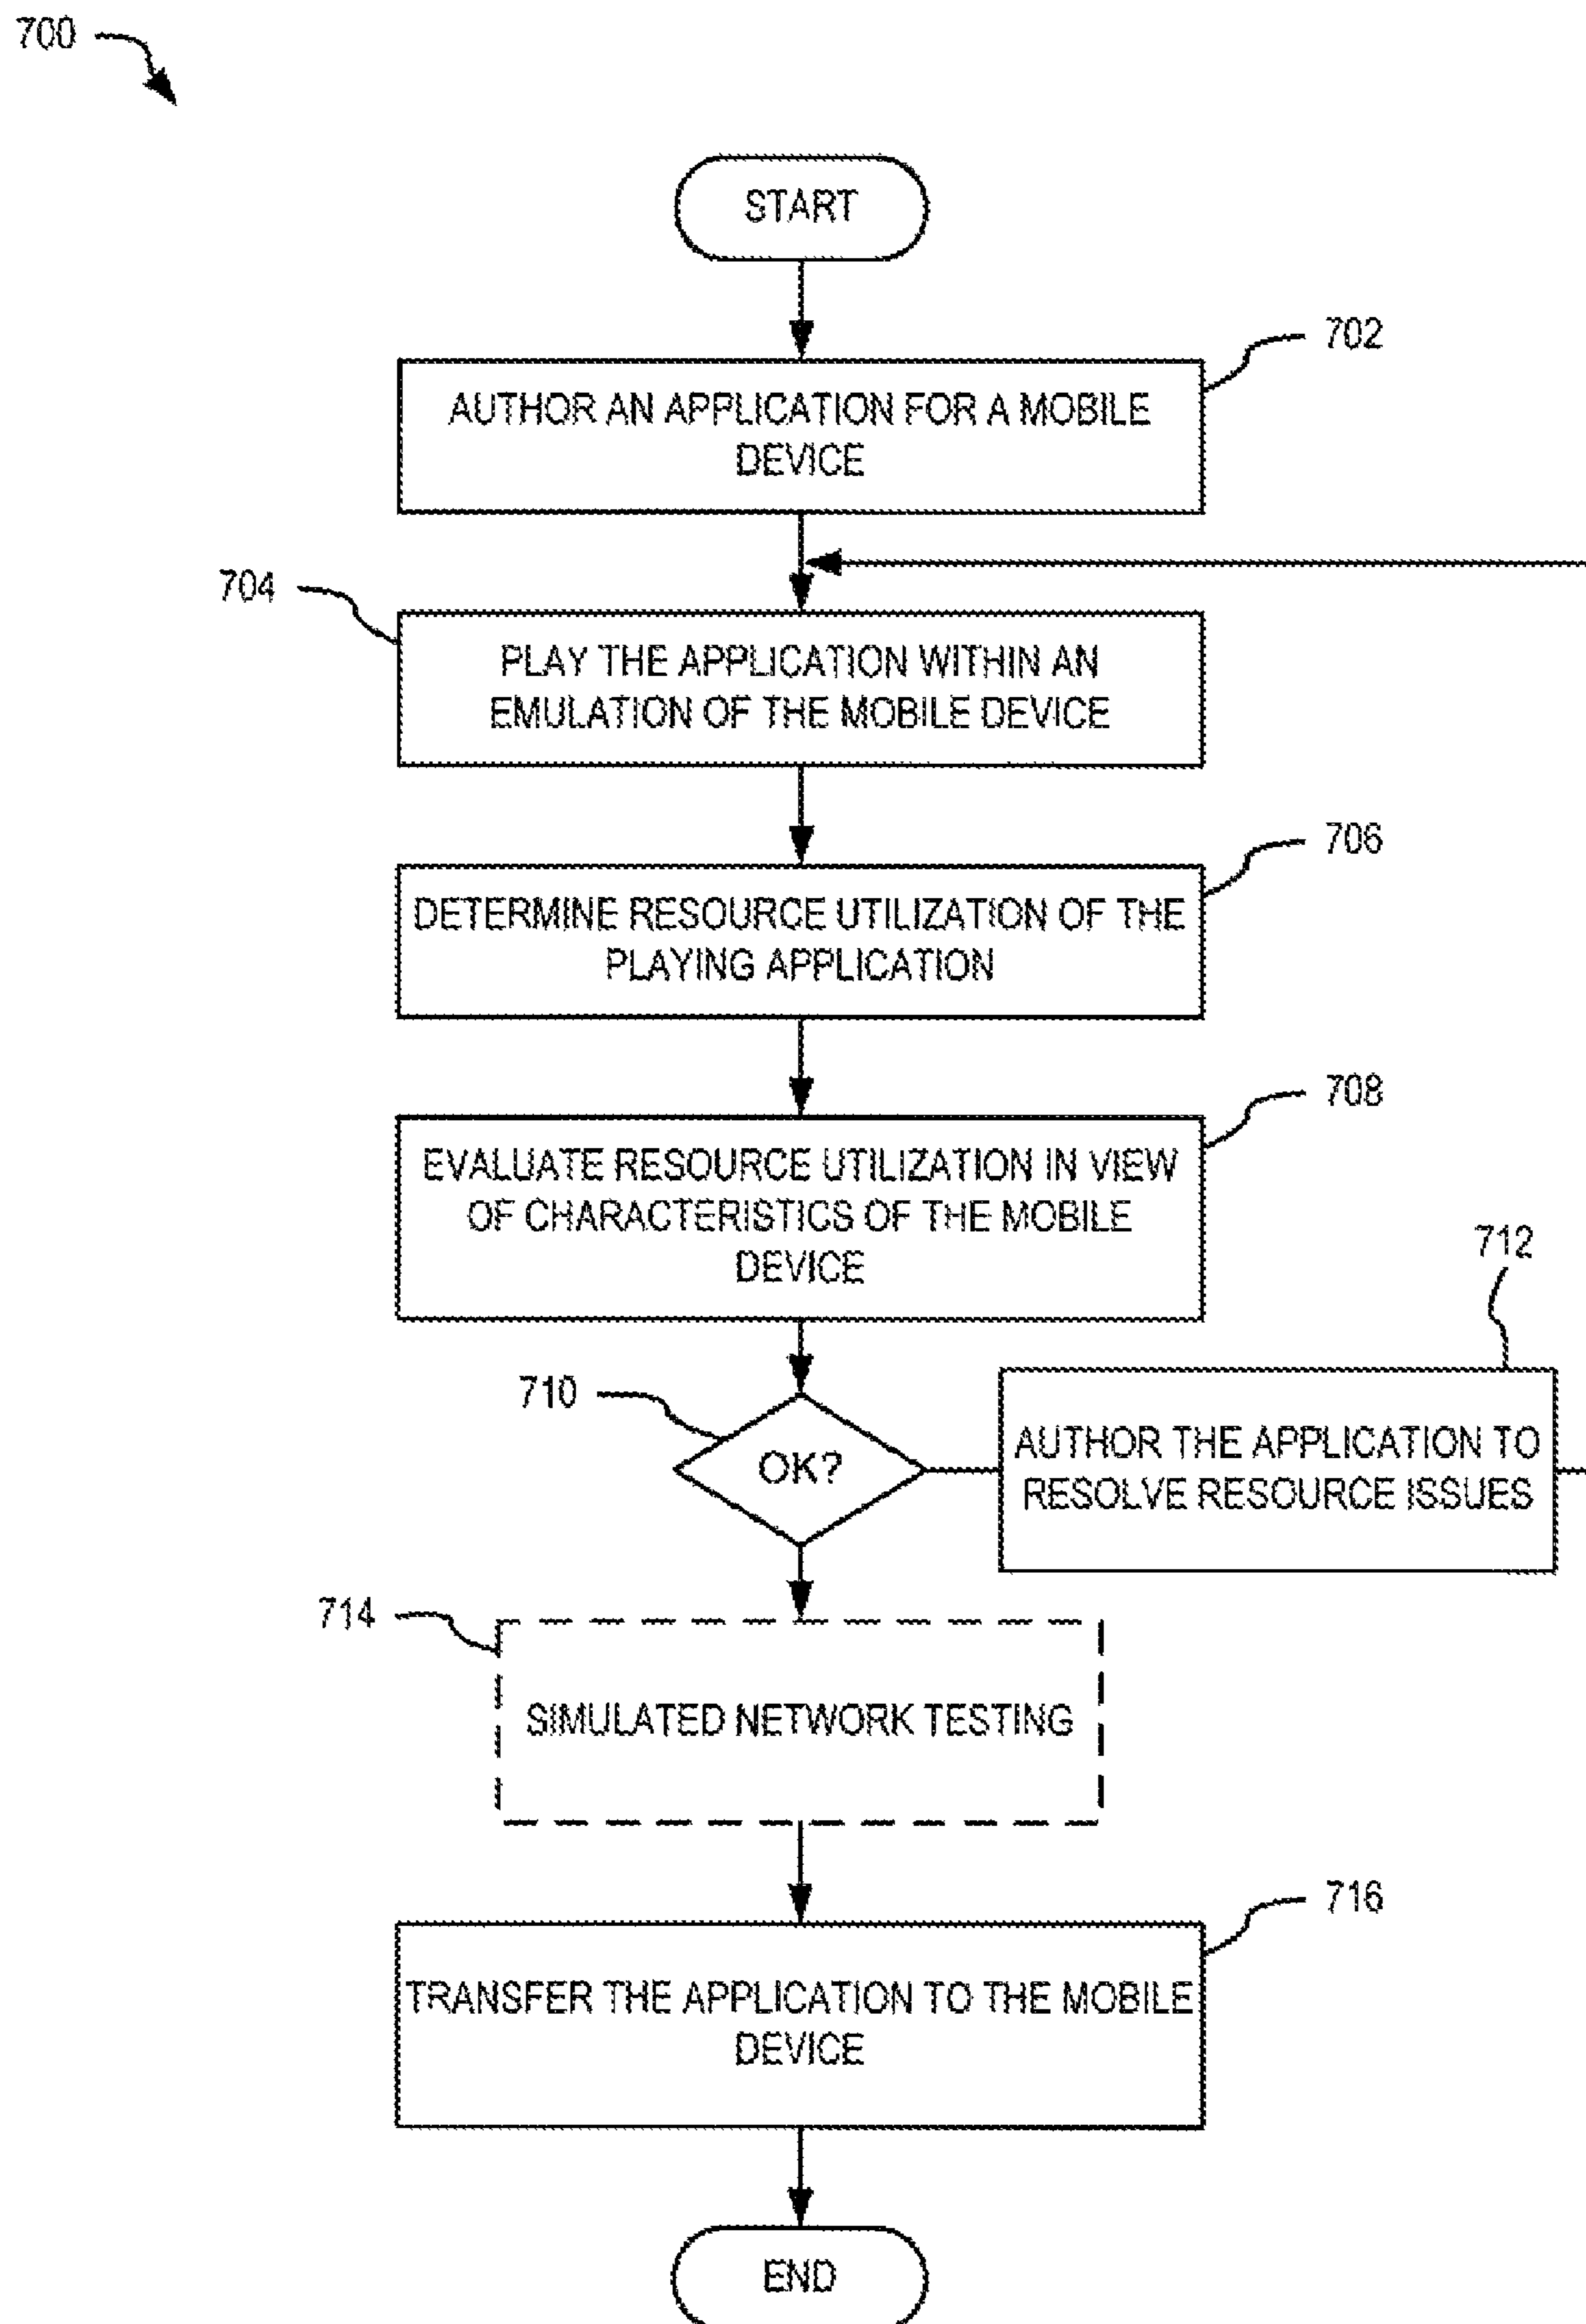 700
START
702
AUTHOR AN APPLICATION FOR A MOBILE
DEVICE
704
PLAY THE APPLICATION WITHIN AN
EMULATION OF THE MOBILE DEVICE
706
DETERMINE RESOURCE UTILIZATION OF THE
PLAYING APPLICATION
708
EVALUATE RESOURCE UTILIZATION IN VIEW
OF CHARACTERISTICS OF THE MOBILE
DEVICE
710
OK?
712
AUTHOR THE APPLICATION TO
RESOLVE RESOURCE ISSUES
714
SIMULATED NETWORK TESTING
716
TRANSFER THE APPLICATION TO THE MOBILE
DEVICE
END